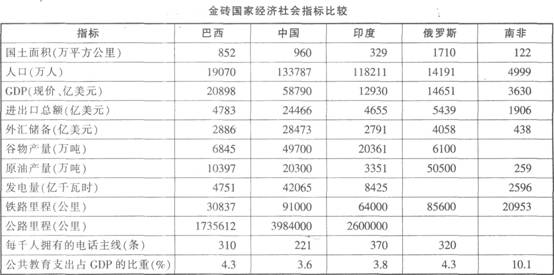 金砖国家经济社会指标比较
指标 巴西 中国 印度 俄罗斯 南非
国土面积(万平方公里) 852 960 329 1710 122
人口(万人) 19070 133787 118211 14191 4999
GDP(现价、亿美元) 20898 58790 12930 14651 3630
进出口总额(亿美元) 4783 24466 4655 5439 1906
外汇储备(亿美元) 2886 28473 2791 4058 438
谷物产量(万吨) 6845 49700 20361 6100
原油产量(万吨) 10397 20300 3351 50500 259
发电量(亿千瓦时) 4751 42065 8425 2596
铁路里程(公里) 30837 91000 64000 85600 20953
公路里程(公里) 1735612 3984000 2600000
每千人拥有的电话主线(条) 310 221 370 320
公共教育支出占GDP的比重(%) 4.3 3.6 3.8 4.3 10.1